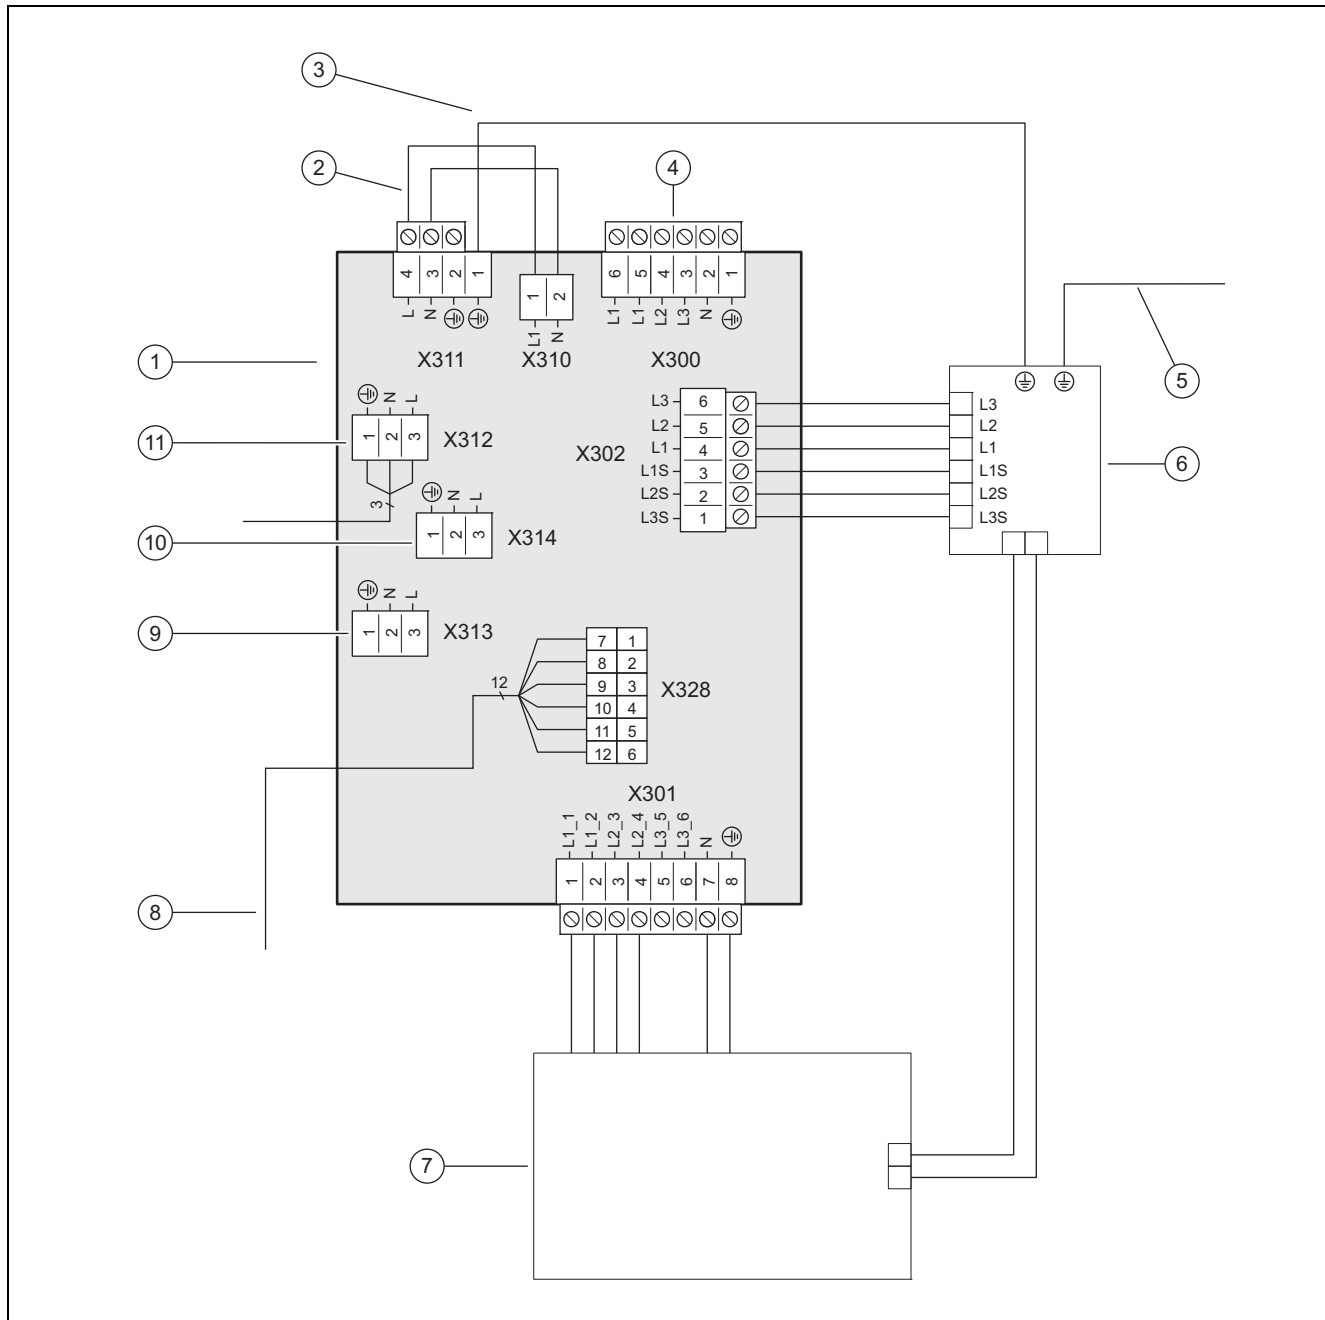 3
2
4
4 3 2 1
L N
X311
1 2
L1 N
X310
6 5 4 3 2 1
L1 L1 L2 L3 N
X300
1
5
11
N L
1 2 3
X312
3
X302
L3 6
L2 5
L1 4
L1S 3
L2S 2
L3S 1
L3
L2
L1
L1S
L2S
L3S
6
10
N L
1 2 3
X314
9
N L
1 2 3
X313
12
7 1
8 2
9 3
10 4
11 5
12 6
X328
X301
L1_1 L1_2 L2_3 L2_4 L3_5 L3_6 N
1 2 3 4 5 6 7 8
8
7